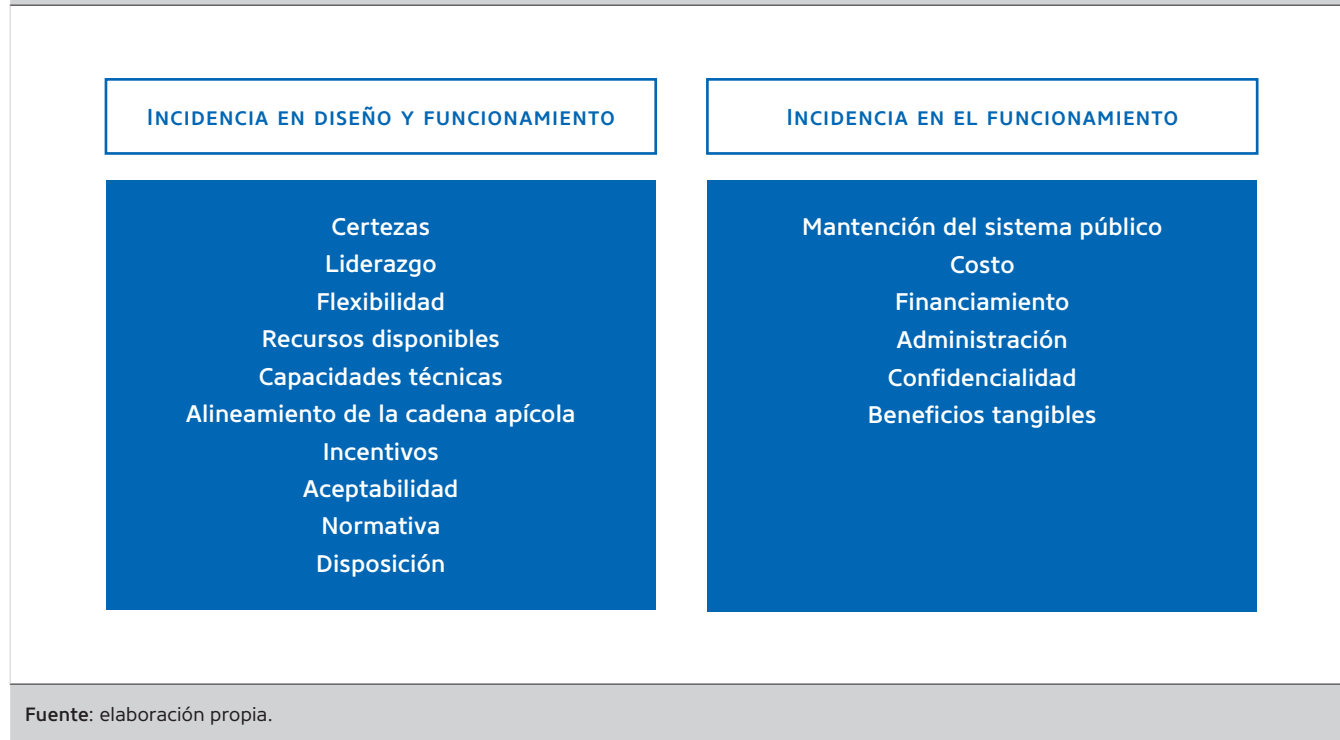 INCIDENCIA EN DISEÑO Y FUNCIONAMIENTO
Certezas
Liderazgo
Flexibilidad
Recursos disponibles
Capacidades técnicas
Alineamiento de la cadena apícola
Incentivos
Aceptabilidad
Normativa
Disposición
INCIDENCIA EN EL FUNCIONAMIENTO
Mantención del sistema público
Costo
Financiamiento
Administración
Confidencialidad
Beneficios tangibles
Fuente: elaboración propia.